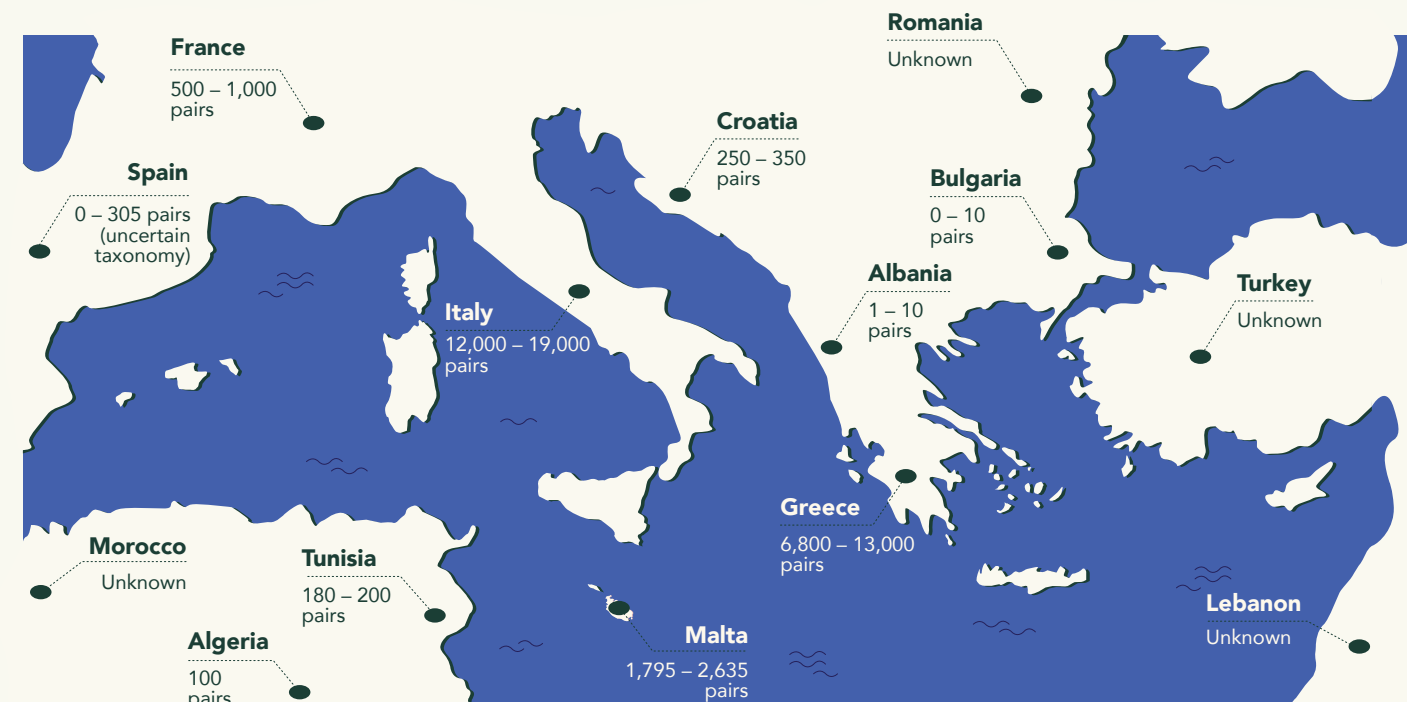 Romania
Unknown
France
500 – 1,000
pairs
Croatia
250 – 350
pairs
Spain
0 – 305 pairs
(uncertain
taxonomy)
Bulgaria
0 – 10
pairs
Albania
1 – 10
pairs
Turkey
Unknown
Italy
12,000 – 19,000
pairs
Greece
6,800 – 13,000
pairs
Morocco
Unknown
Tunisia
180 – 200
pairs
Lebanon
Unknown
Algeria
100
pairs
Malta
1,795 – 2,635
pairs